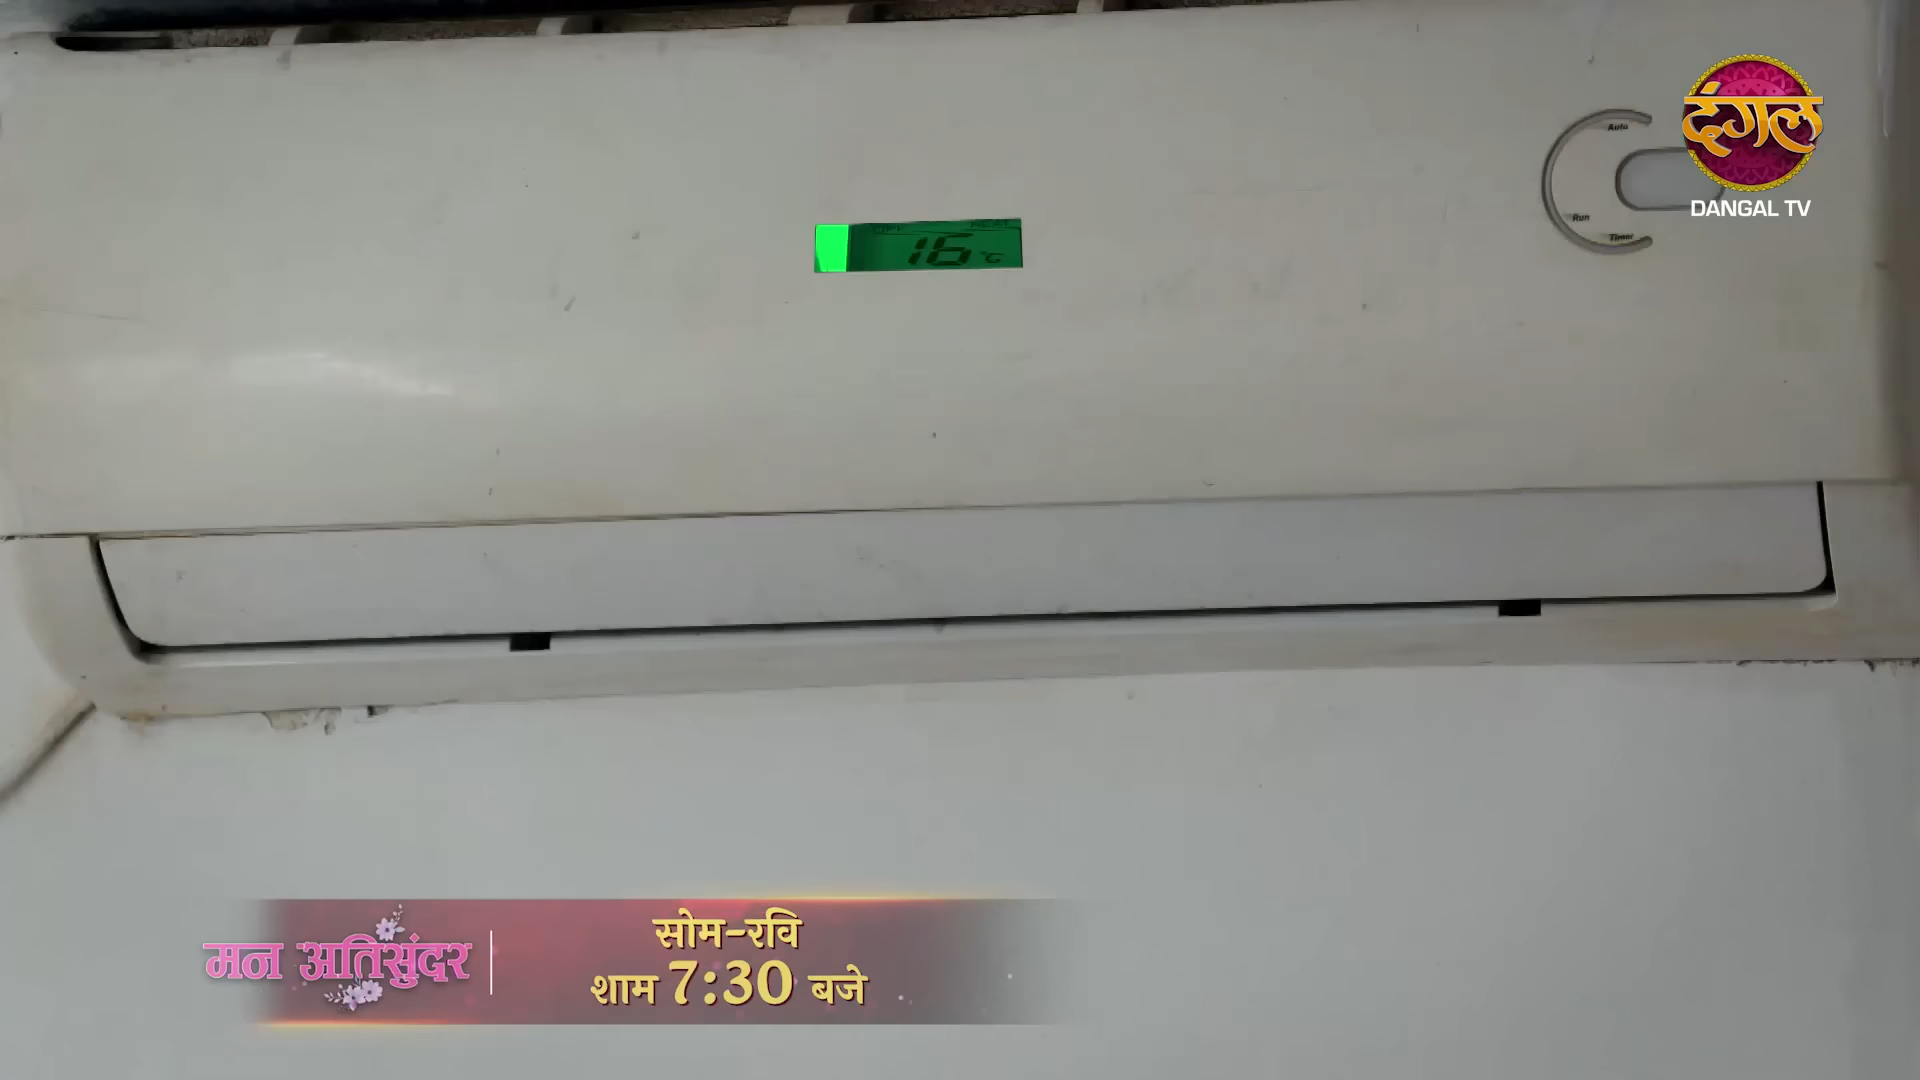 दंगल
DANGAL TV
Auto
Run
Timer
16 °C
मन अतिसुंदर
सोम-रवि
शाम 7:30 बजे